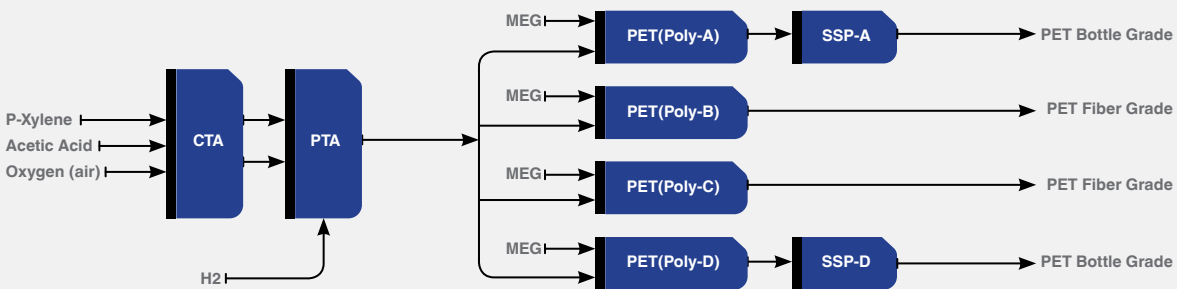 MEG
PET(Poly-A)
SSP-A
PET Bottle Grade
P-Xylene
Acetic Acid
Oxygen (air)
CTA
PTA
H2
MEG
PET(Poly-B)
PET Fiber Grade
MEG
PET(Poly-C)
PET Fiber Grade
MEG
PET(Poly-D)
SSP-D
PET Bottle Grade